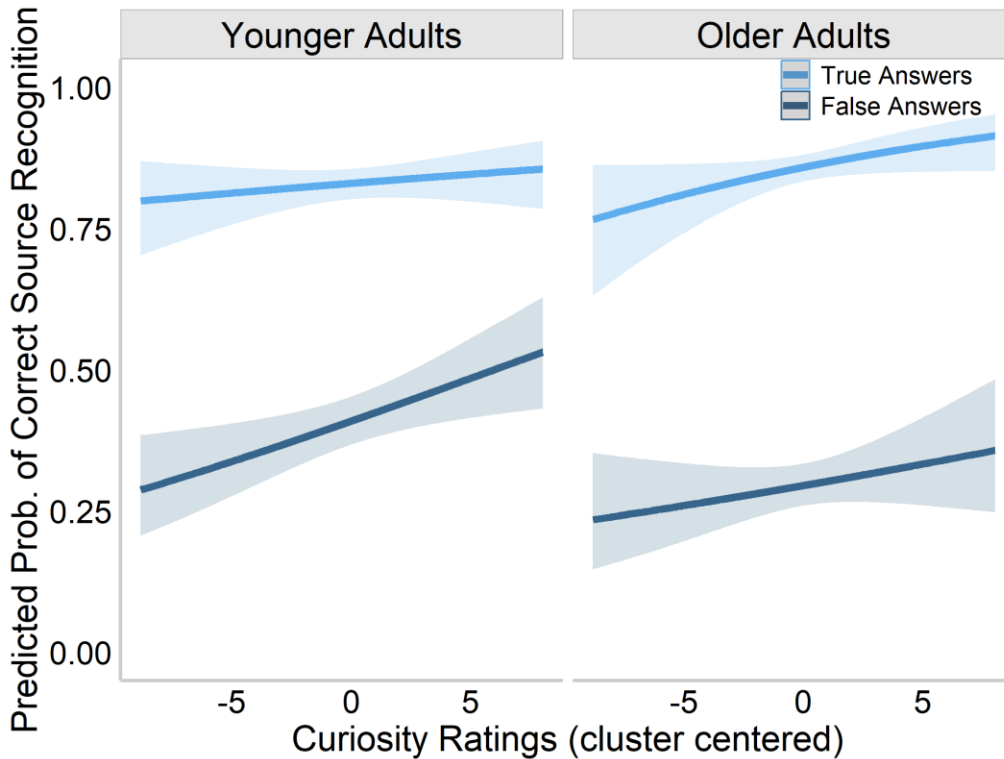 Younger Adults
Older Adults
True Answers
False Answers
Predicted Prob. of Correct Source Recognition
1.00
0.75
0.50
0.25
0.00
-5 0 5
-5 0 5
Curiosity Ratings (cluster centered)